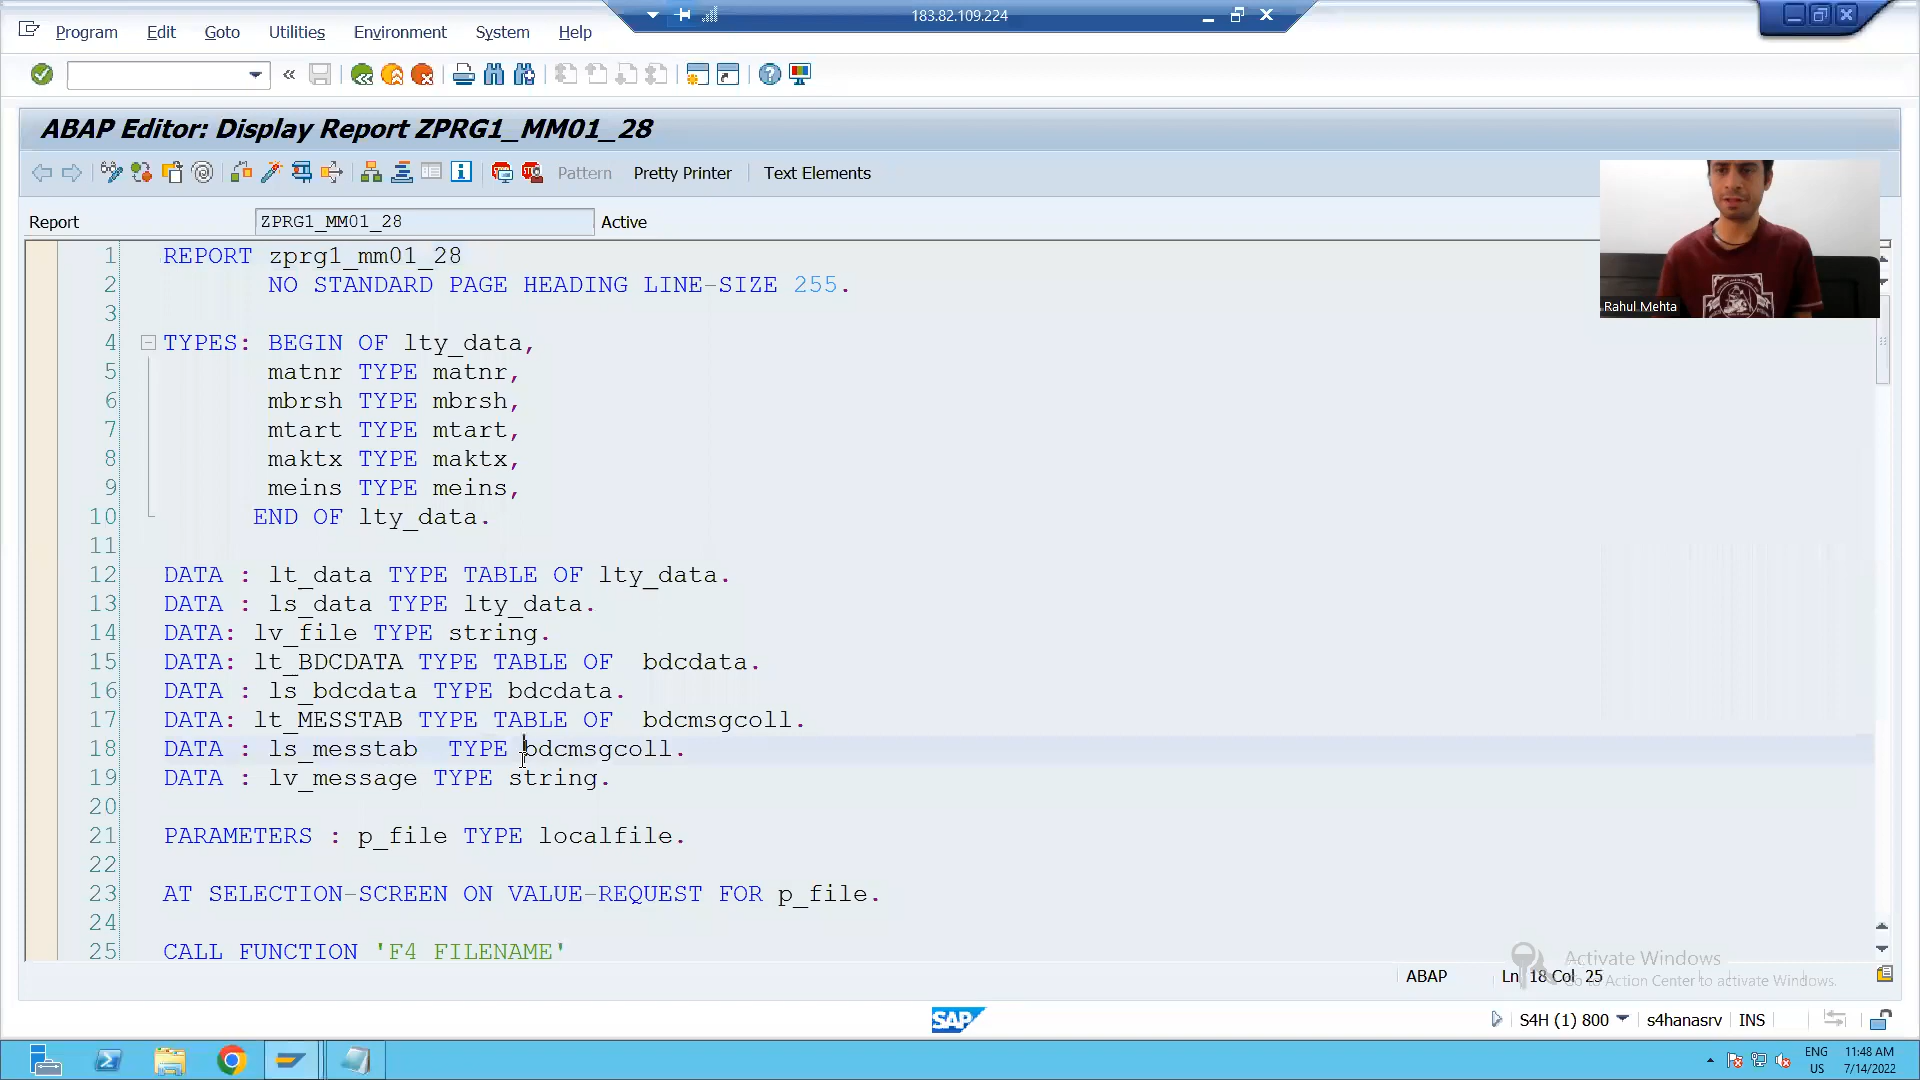 183.82.109.224
Program Edit Goto Utilities Environment System Help
ABAP Editor: Display Report ZPRG1_MM01_28
Pattern Pretty Printer Text Elements
Report ZPRG1_MM01_28 Active
Rahul Mehta
1 REPORT zprg1_mm01_28
2 NO STANDARD PAGE HEADING LINE-SIZE 255.
3
4 TYPES: BEGIN OF lty_data,
5 matnr TYPE matnr,
6 mbrsh TYPE mbrsh,
7 mtart TYPE mtart,
8 maktx TYPE maktx,
9 meins TYPE meins,
10 END OF lty_data.
11
12 DATA : lt_data TYPE TABLE OF lty_data.
13 DATA : ls_data TYPE lty_data.
14 DATA: lv_file TYPE string.
15 DATA: lt_BDCDATA TYPE TABLE OF bdcdata.
16 DATA : ls_bdcdata TYPE bdcdata.
17 DATA: lt_MESSTAB TYPE TABLE OF bdcmsgcoll.
18 DATA : ls_messtab TYPE bdcmsgcoll.
19 DATA : lv_message TYPE string.
20
21 PARAMETERS : p_file TYPE localfile.
22
23 AT SELECTION-SCREEN ON VALUE-REQUEST FOR p_file.
24
25 CALL FUNCTION 'F4_FILENAME'
Activate Windows
Go to Action Center to activate Windows.
ABAP Ln 18 Col 25
SAP
S4H (1) 800 s4hanasrv INS
ENG 11:48 AM
US 7/14/2022